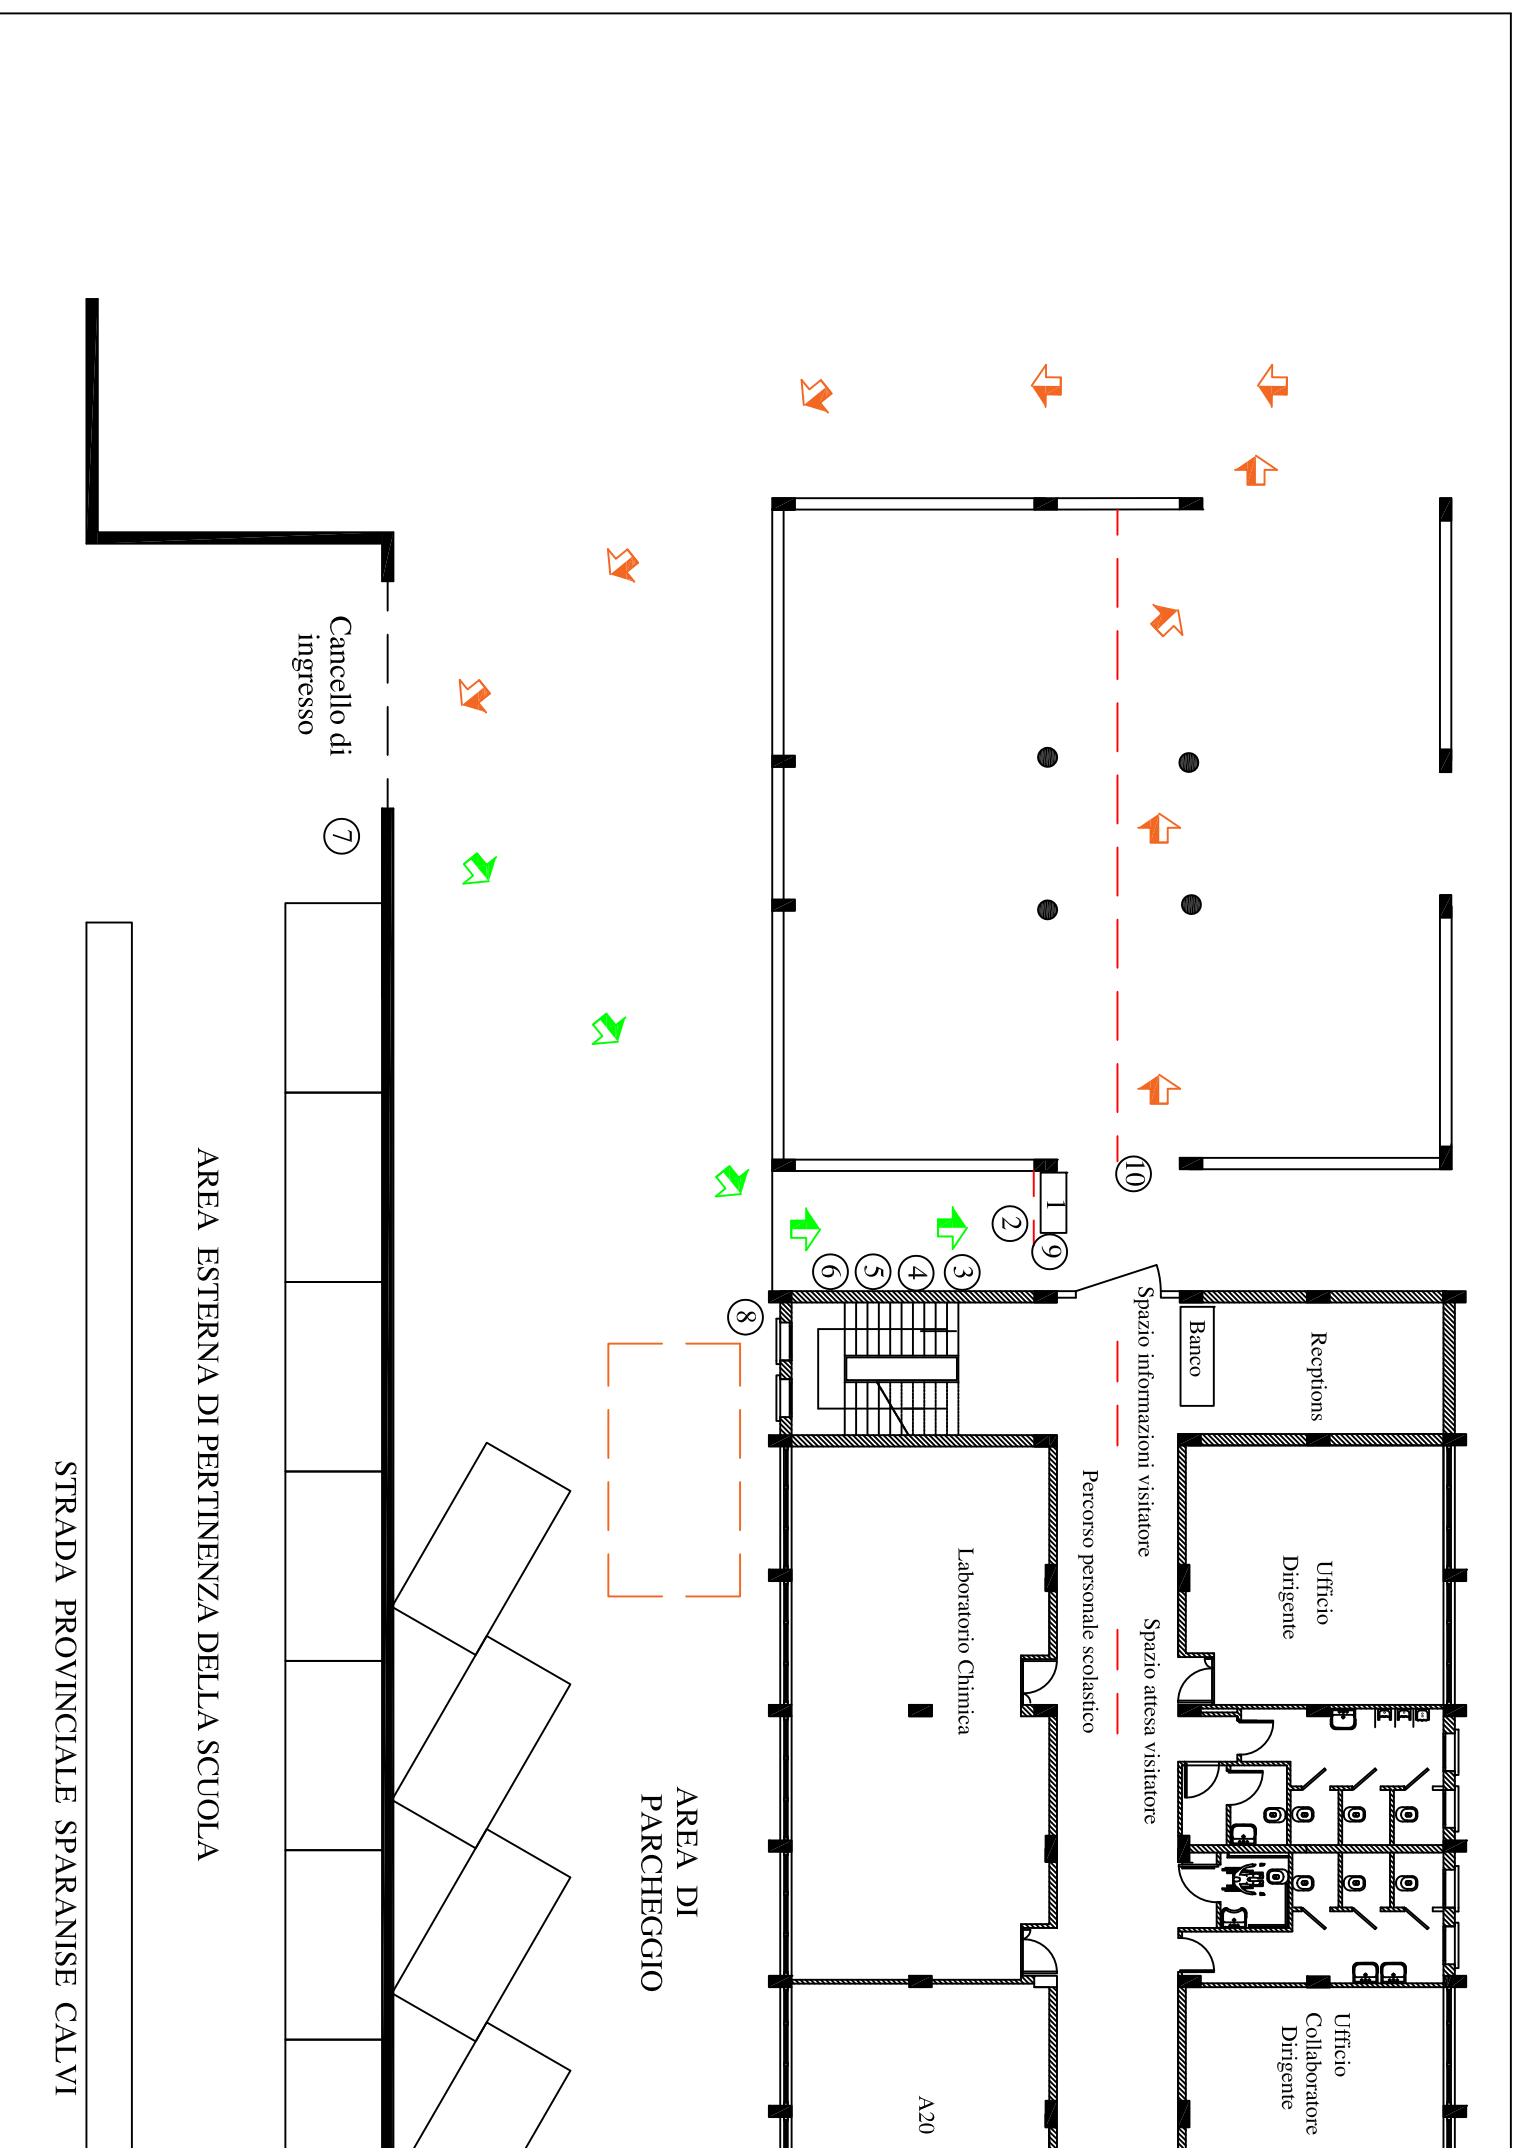 Recptions
Banco
Ufficio
Dirigente
Ufficio
Collaboratore
Dirigente
Spazio informazioni visitatore
Spazio attesa visitatore
Percorso personale scolastico
10
1
9
2
3
4
5
6
8
Laboratorio Chimica
A20
AREA DI
PARCHEGGIO
Cancello di
ingresso
7
AREA ESTERNA DI PERTINENZA DELLA SCUOLA
STRADA PROVINCIALE SPARANISE CALVI